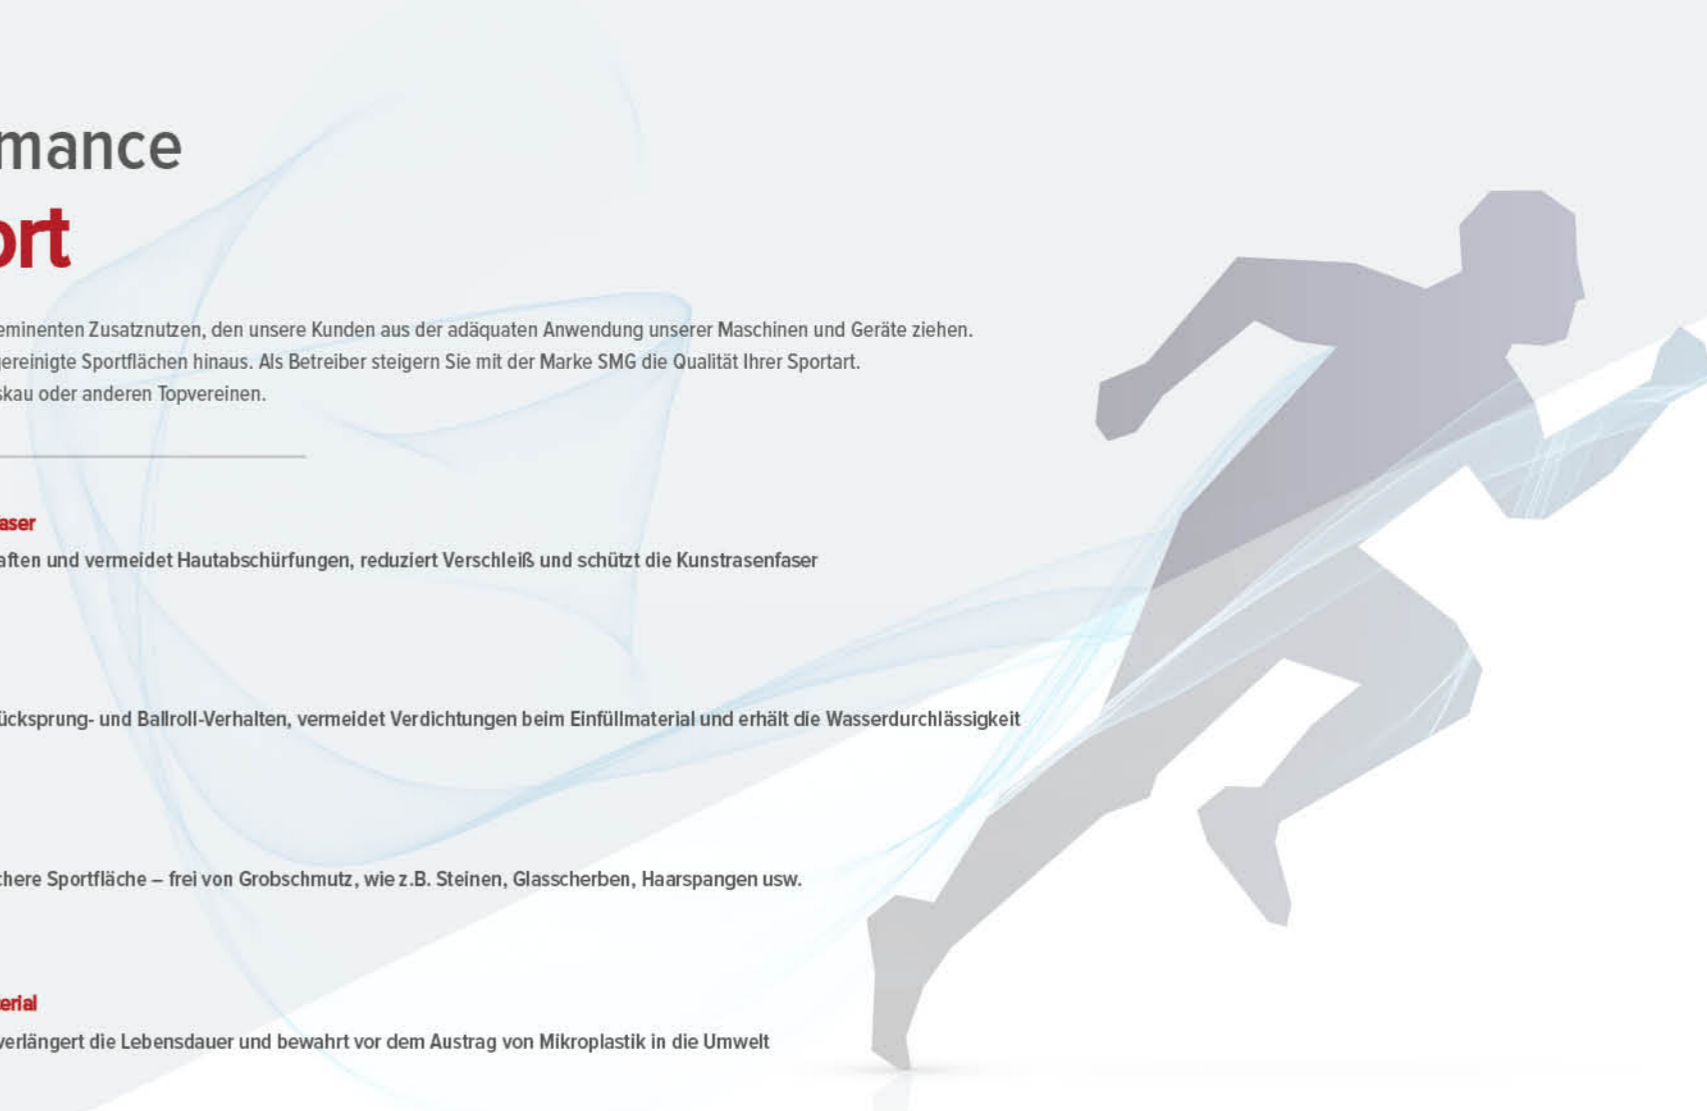 mance
ort
eminenten Zusatznutzen, den unsere Kunden aus der adäquaten Anwendung unserer Maschinen und Geräte ziehen.
gereinigte Sportflächen hinaus. Als Betreiber steigern Sie mit der Marke SMG die Qualität Ihrer Sportart.
skau oder anderen Topvereinen.
aser
aften und vermeidet Hautabschürfungen, reduziert Verschleiß und schützt die Kunstrasenfaser
ücksprung- und Ballroll-Verhalten, vermeidet Verdichtungen beim Einfüllmaterial und erhält die Wasserdurchlässigkeit
chere Sportfläche – frei von Grobschmutz, wie z.B. Steinen, Glasscherben, Haarspangen usw.
erial
verlängert die Lebensdauer und bewahrt vor dem Austrag von Mikroplastik in die Umwelt